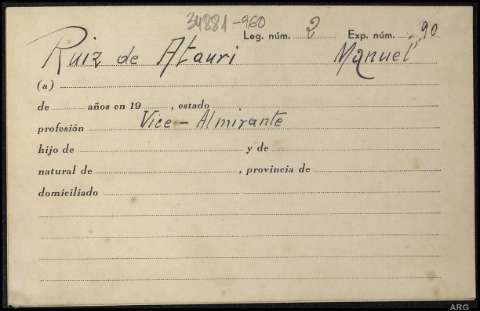 34881-960
Leg. núm. 2 Exp. núm. 90
Ruiz de Atauri Manuel
(a)
de años en 19 , estado
profesión Vice-Almirante
hijo de y de
natural de , provincia de
domiciliado
ARG